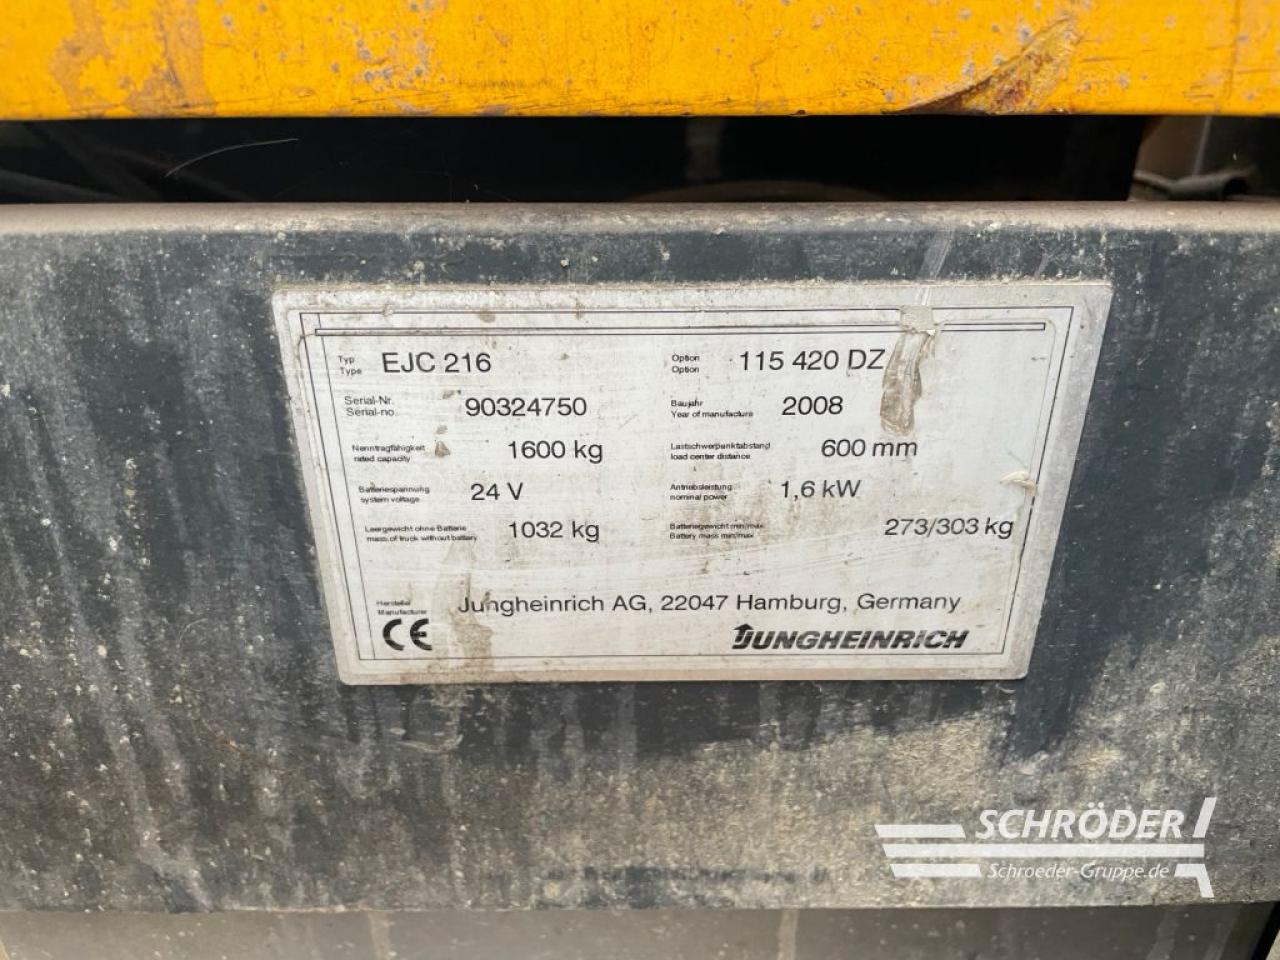 Typ EJC 216 Option 115 420 DZ
Type Option
Serial-Nr. 90324750 Baujahr 2008
Serial-no. Year of manufacture
Nenntragfähigkeit 1600 kg Lastschwerpunktabstand 600 mm
rated capacity load center distance
Batteriespannung 24 V Antriebsleistung 1,6 kW
system voltage nominal power
Leergewicht ohne Batterie 1032 kg Batteriegewicht min/max 273/303 kg
mass of truck without battery Battery mass min/max
Hersteller Jungheinrich AG, 22047 Hamburg, Germany
Manufacturer
CE JUNGHEINRICH
SCHRÖDER
Schroeder-Gruppe.de